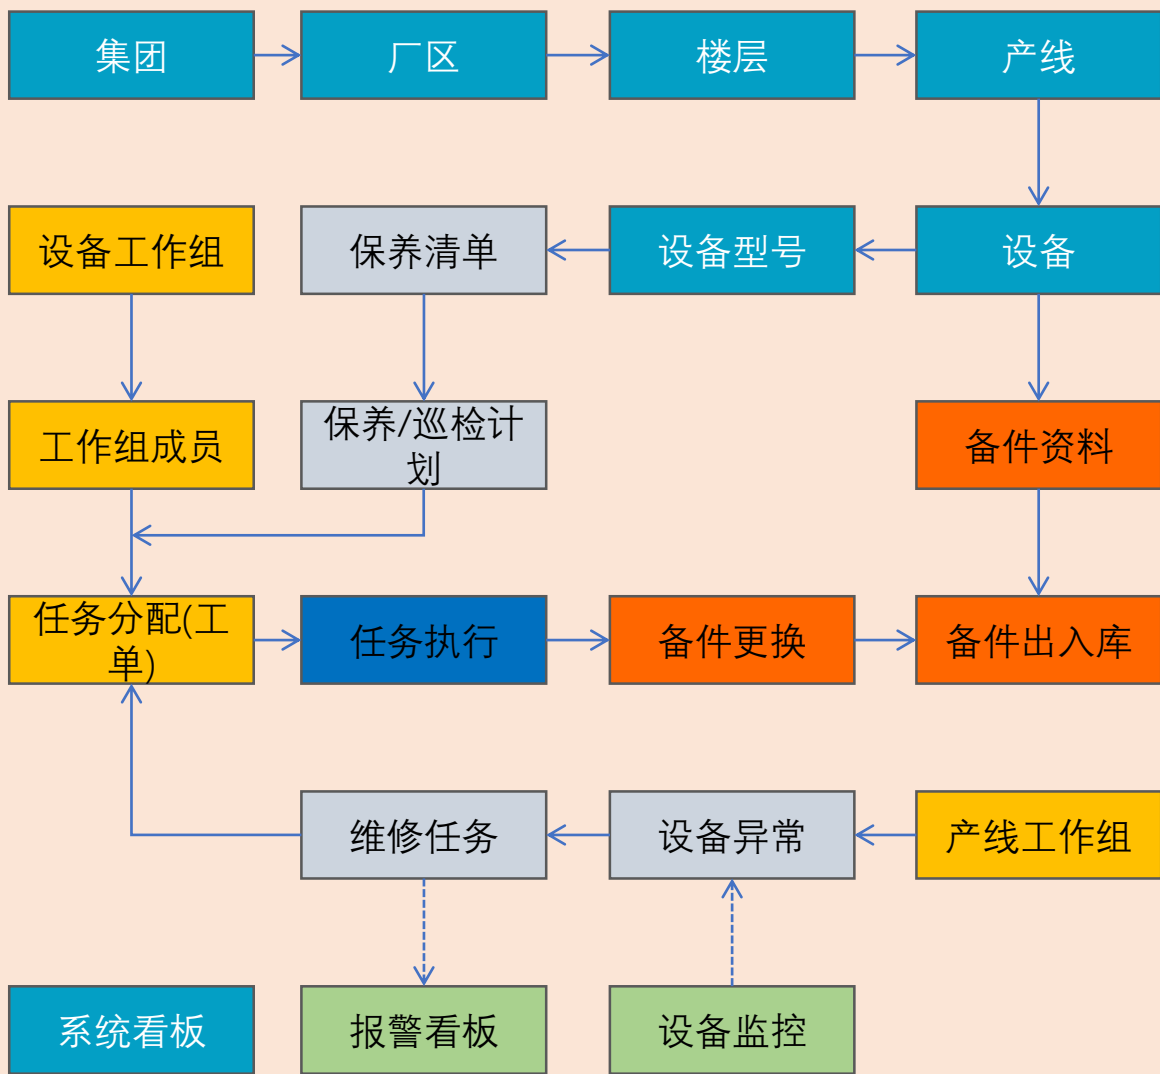 集团
厂区
楼层
产线
设备工作组
保养清单
设备型号
设备
工作组成员
保养/巡检计
划
备件资料
任务分配(工
单)
任务执行
备件更换
备件出入库
维修任务
设备异常
产线工作组
系统看板
报警看板
设备监控